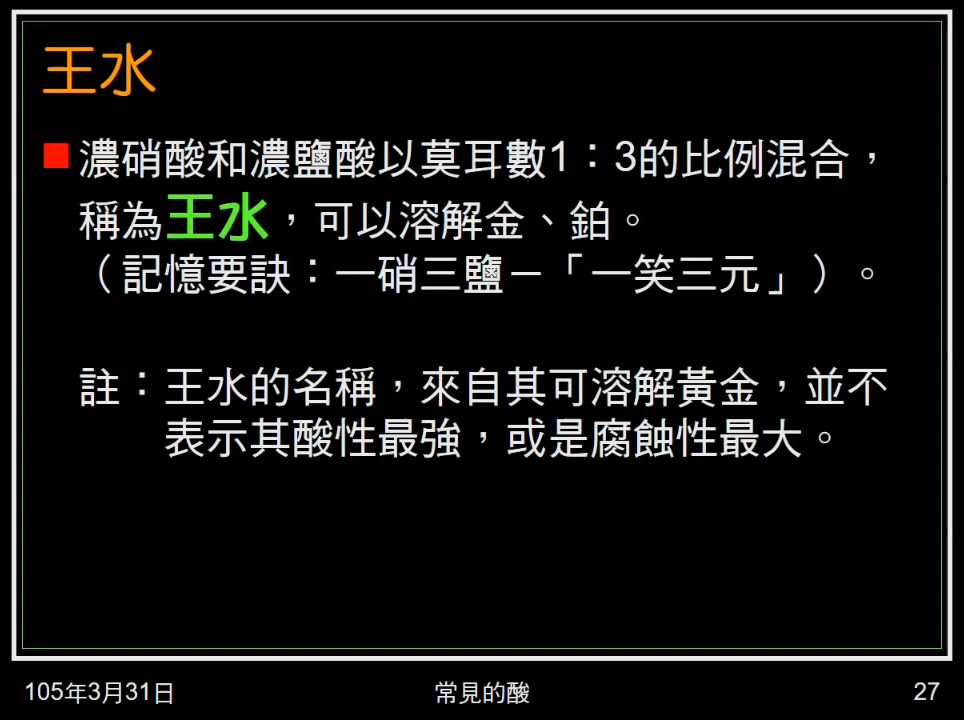 王水
濃硝酸和濃鹽酸以莫耳數1：3的比例混合，
稱為王水，可以溶解金、鉑。
（記憶要訣：一硝三鹽－「一笑三元」）。
註：王水的名稱，來自其可溶解黃金，並不
表示其酸性最強，或是腐蝕性最大。
105年3月31日
常見的酸
27